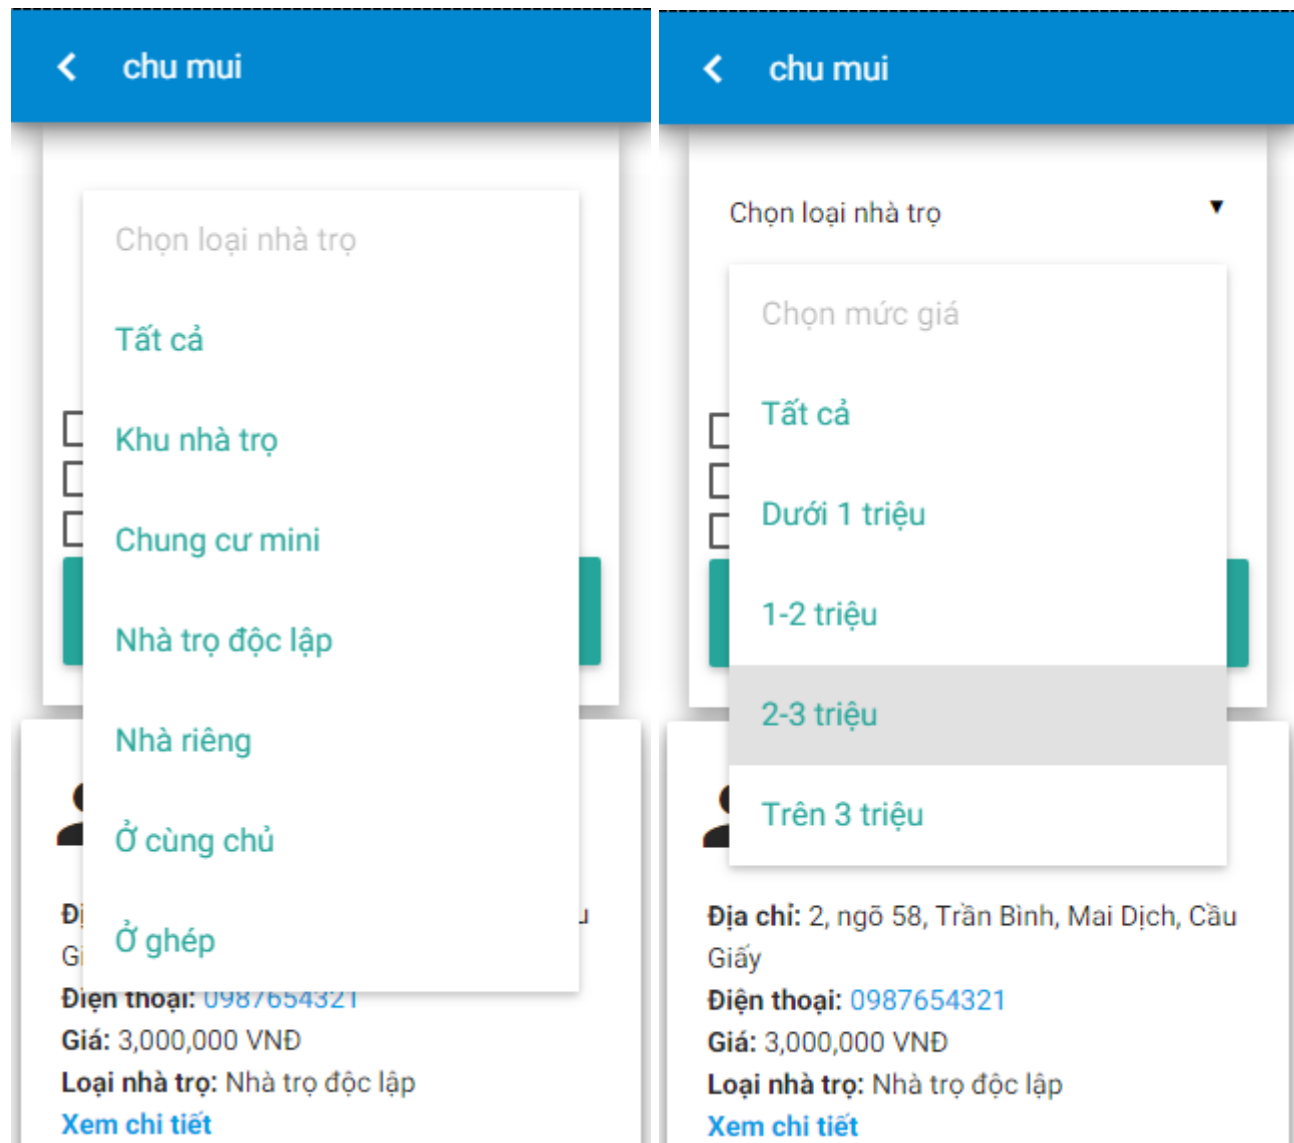 chu mui
Chọn loại nhà trọ
Tất cả
Khu nhà trọ
Chung cư mini
Nhà trọ độc lập
Nhà riêng
Ở cùng chủ
Ở ghép
Điện thoại: 0987654321
Giá: 3,000,000 VNĐ
Loại nhà trọ: Nhà trọ độc lập
Xem chi tiết
chu mui
Chọn loại nhà trọ
Chọn mức giá
Tất cả
Dưới 1 triệu
1-2 triệu
2-3 triệu
Trên 3 triệu
Địa chỉ: 2, ngõ 58, Trần Bình, Mai Dịch, Cầu
Giấy
Điện thoại: 0987654321
Giá: 3,000,000 VNĐ
Loại nhà trọ: Nhà trọ độc lập
Xem chi tiết